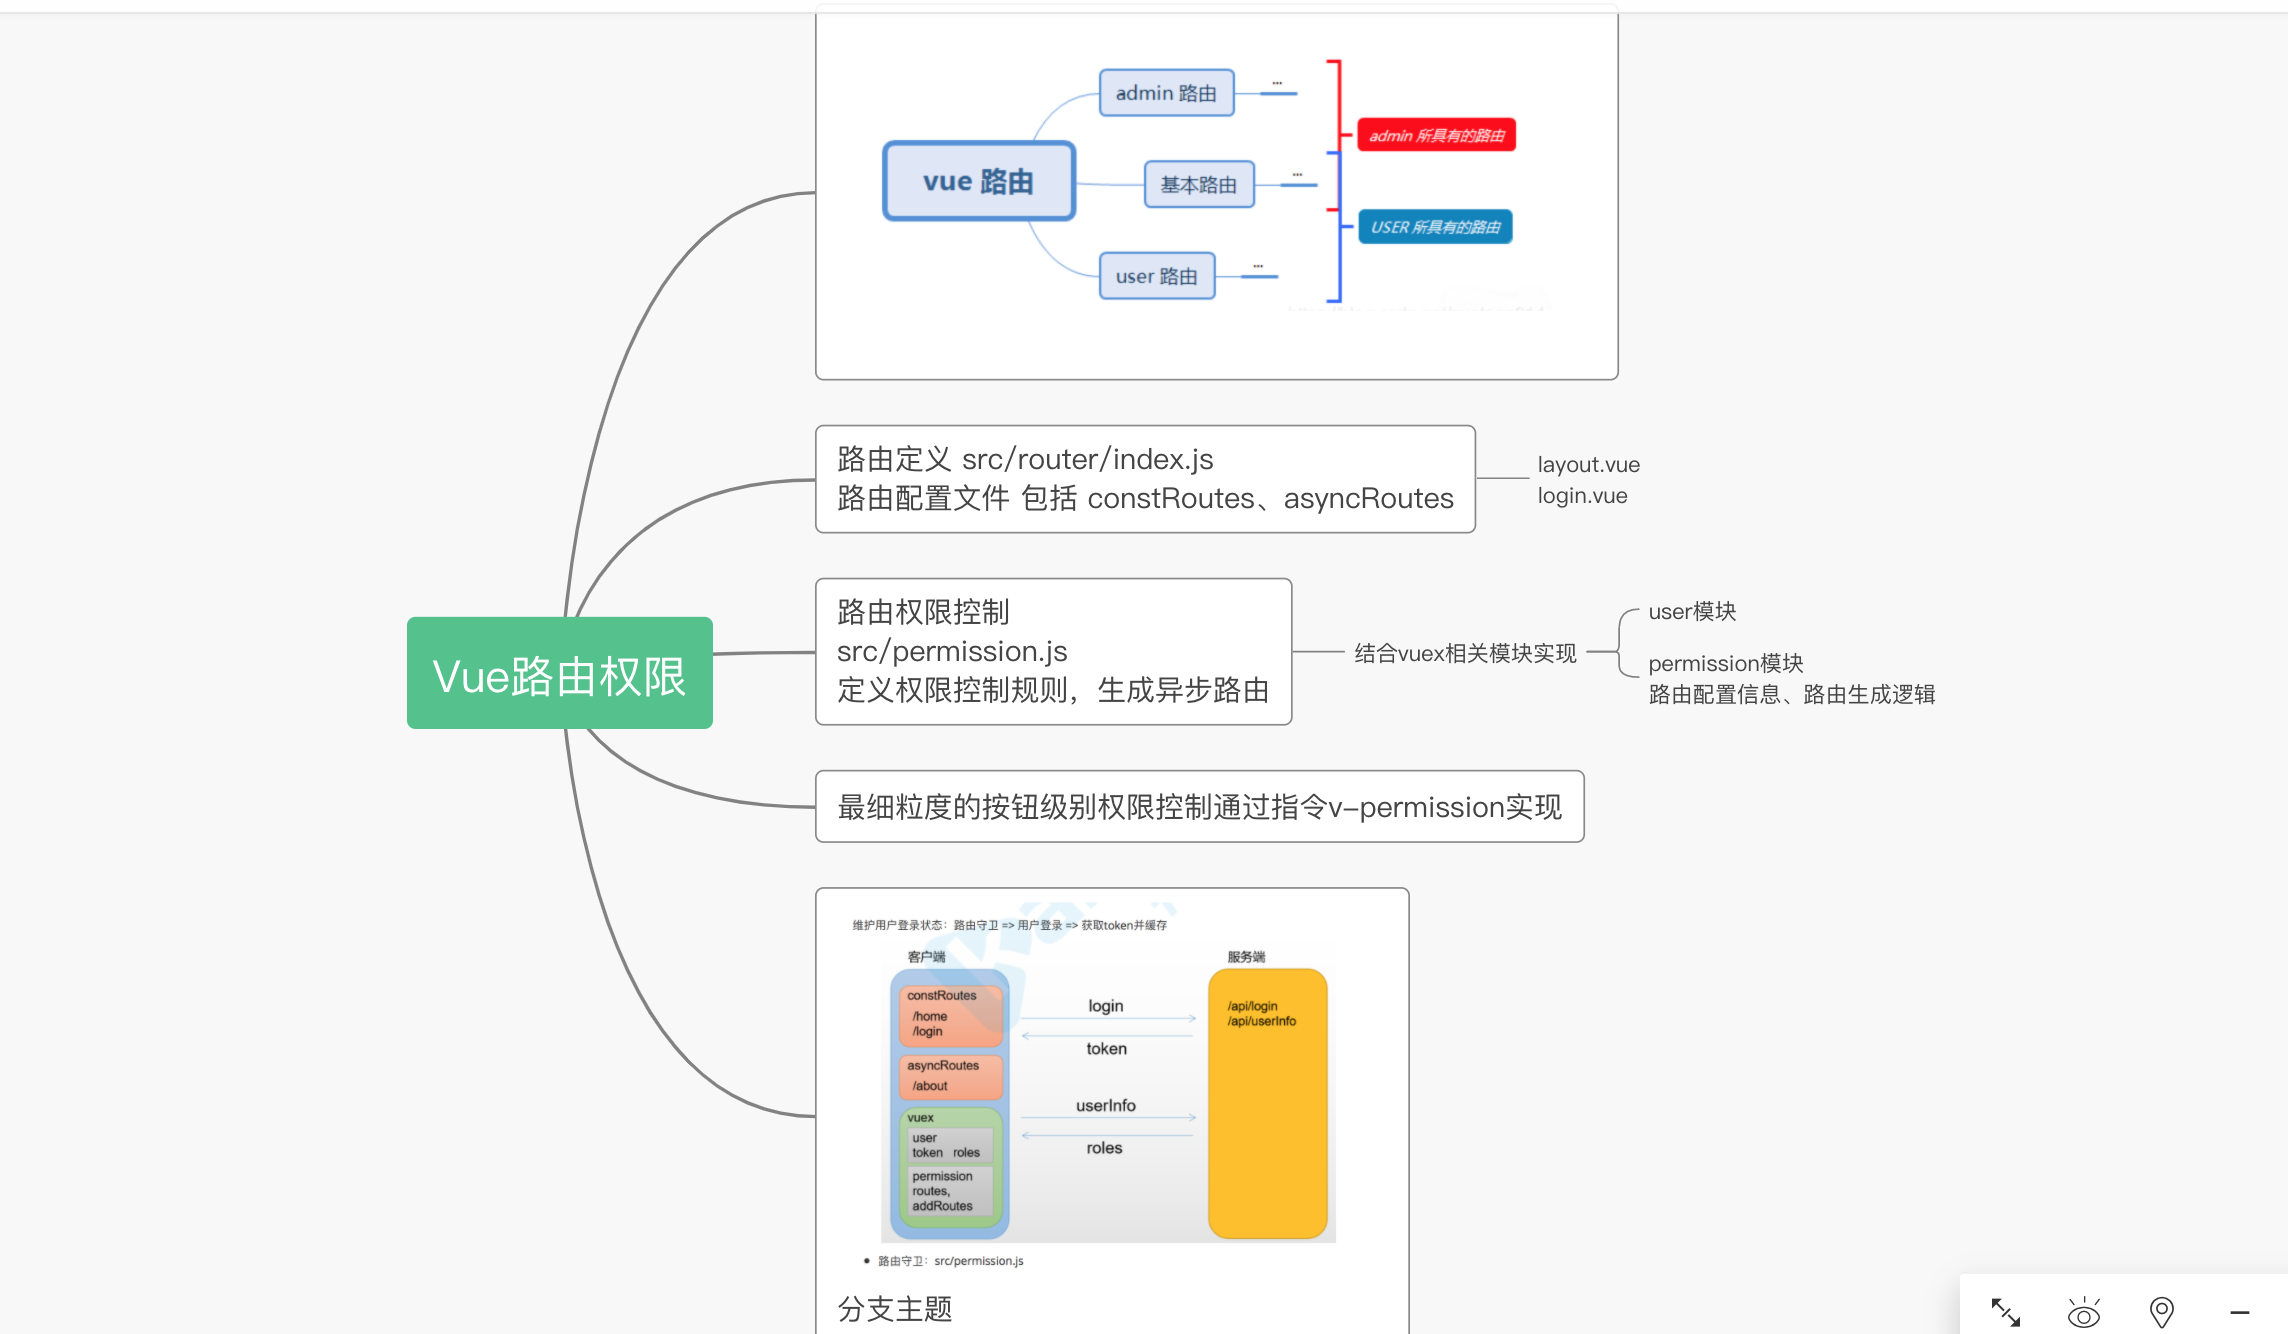 admin 路由
...
admin 所具有的路由
vue 路由
基本路由
...
USER 所具有的路由
user 路由
...
路由定义 src/router/index.js
路由配置文件 包括 constRoutes、asyncRoutes
layout.vue
login.vue
Vue路由权限
路由权限控制
src/permission.js
定义权限控制规则，生成异步路由
结合vuex相关模块实现
user模块
permission模块
路由配置信息、路由生成逻辑
最细粒度的按钮级别权限控制通过指令v-permission实现
维护用户登录状态：路由守卫 => 用户登录 => 获取token并缓存
客户端
服务端
constRoutes
/home
/login
asyncRoutes
/about
vuex
user
token roles
permission
routes,
addRoutes
login
token
userInfo
roles
/api/login
/api/userInfo
• 路由守卫：src/permission.js
分支主题